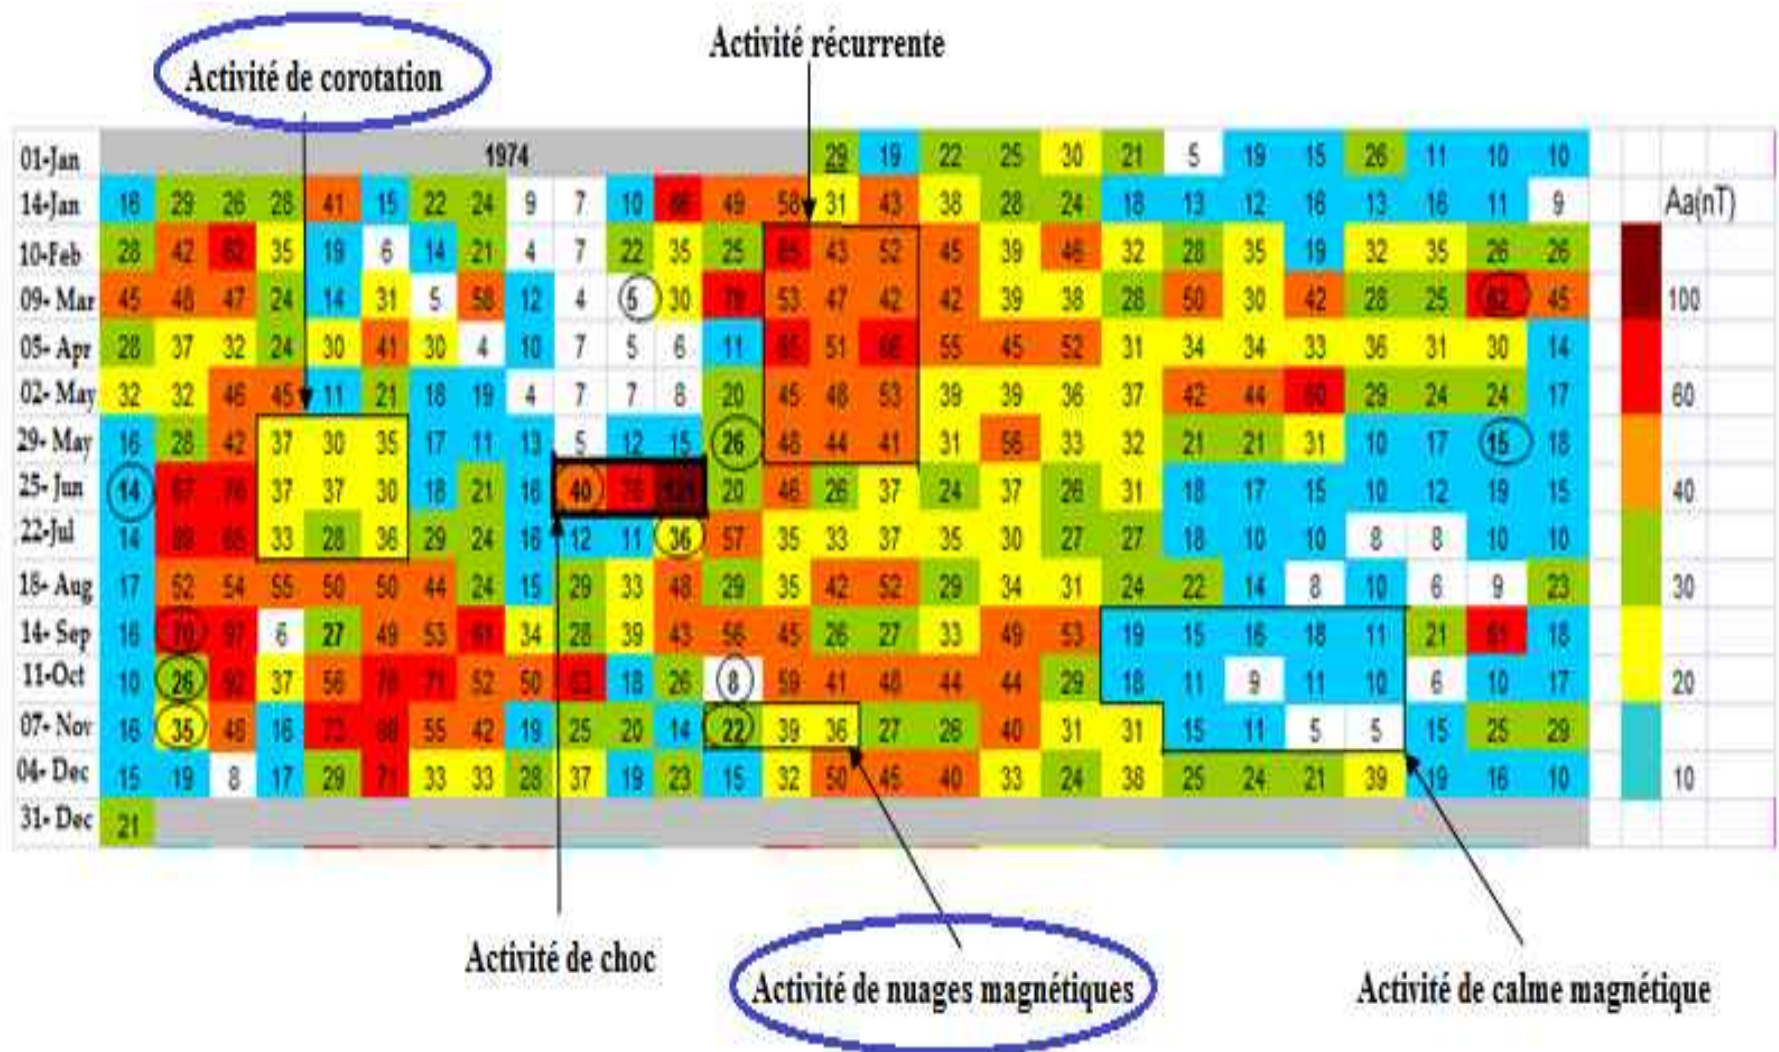 Activité récurrente
Activité de corotation
01-Jan 1974 29 19 22 25 30 21 5 19 15 26 11 10 10
14-Jan 16 29 26 28 41 15 22 24 9 7 10 49 58 31 43 38 28 24 18 13 12 16 13 16 11 9
Aa(nT)
10-Feb 28 42 35 19 6 14 21 4 7 22 35 25 43 52 45 39 46 32 28 35 19 32 35 26 26
09- Mar 45 48 47 24 14 31 5 58 12 4 5 30 53 47 42 42 39 38 28 50 30 42 28 25 45
100
05- Apr 28 37 32 24 30 41 30 4 10 7 5 6 11 51 55 45 52 31 34 34 33 36 31 30 14
02- May 32 32 46 45 11 21 18 19 4 7 7 8 20 45 48 53 39 39 36 37 42 44 29 24 24 17
60
29- May 16 28 42 37 30 35 17 11 13 5 12 15 26 44 41 31 56 33 32 21 21 31 10 17 15 18
25- Jun 14 37 37 30 18 21 16 40 20 46 26 37 24 37 26 31 18 17 15 10 12 19 15
40
22-Jul 14 33 28 36 29 24 16 12 11 36 57 35 33 37 35 30 27 27 18 10 10 8 8 10 10
Aug 17 52 54 55 50 50 44 24 15 29 33 48 29 35 42 52 29 34 31 24 22 14 8 10 6 9 23
30
14- Sep 16 6 27 49 53 34 28 39 43 56 45 26 27 33 49 53 19 15 16 18 11 21 18
11-Oct 10 26 37 56 52 50 18 26 8 59 41 48 44 44 29 18 11 9 11 10 6 10 17
20
07- Nov 16 35 16 55 42 19 25 20 14 22 39 36 27 26 40 31 31 15 11 5 5 15 25 29
04- Dec 15 19 8 17 29 71 33 33 28 37 19 23 15 32 50 45 40 33 24 38 25 24 21 39 19 16 10
10
31- Dec 21
Activité de choc
Activité de nuages magnétiques
Activité de calme magnétique